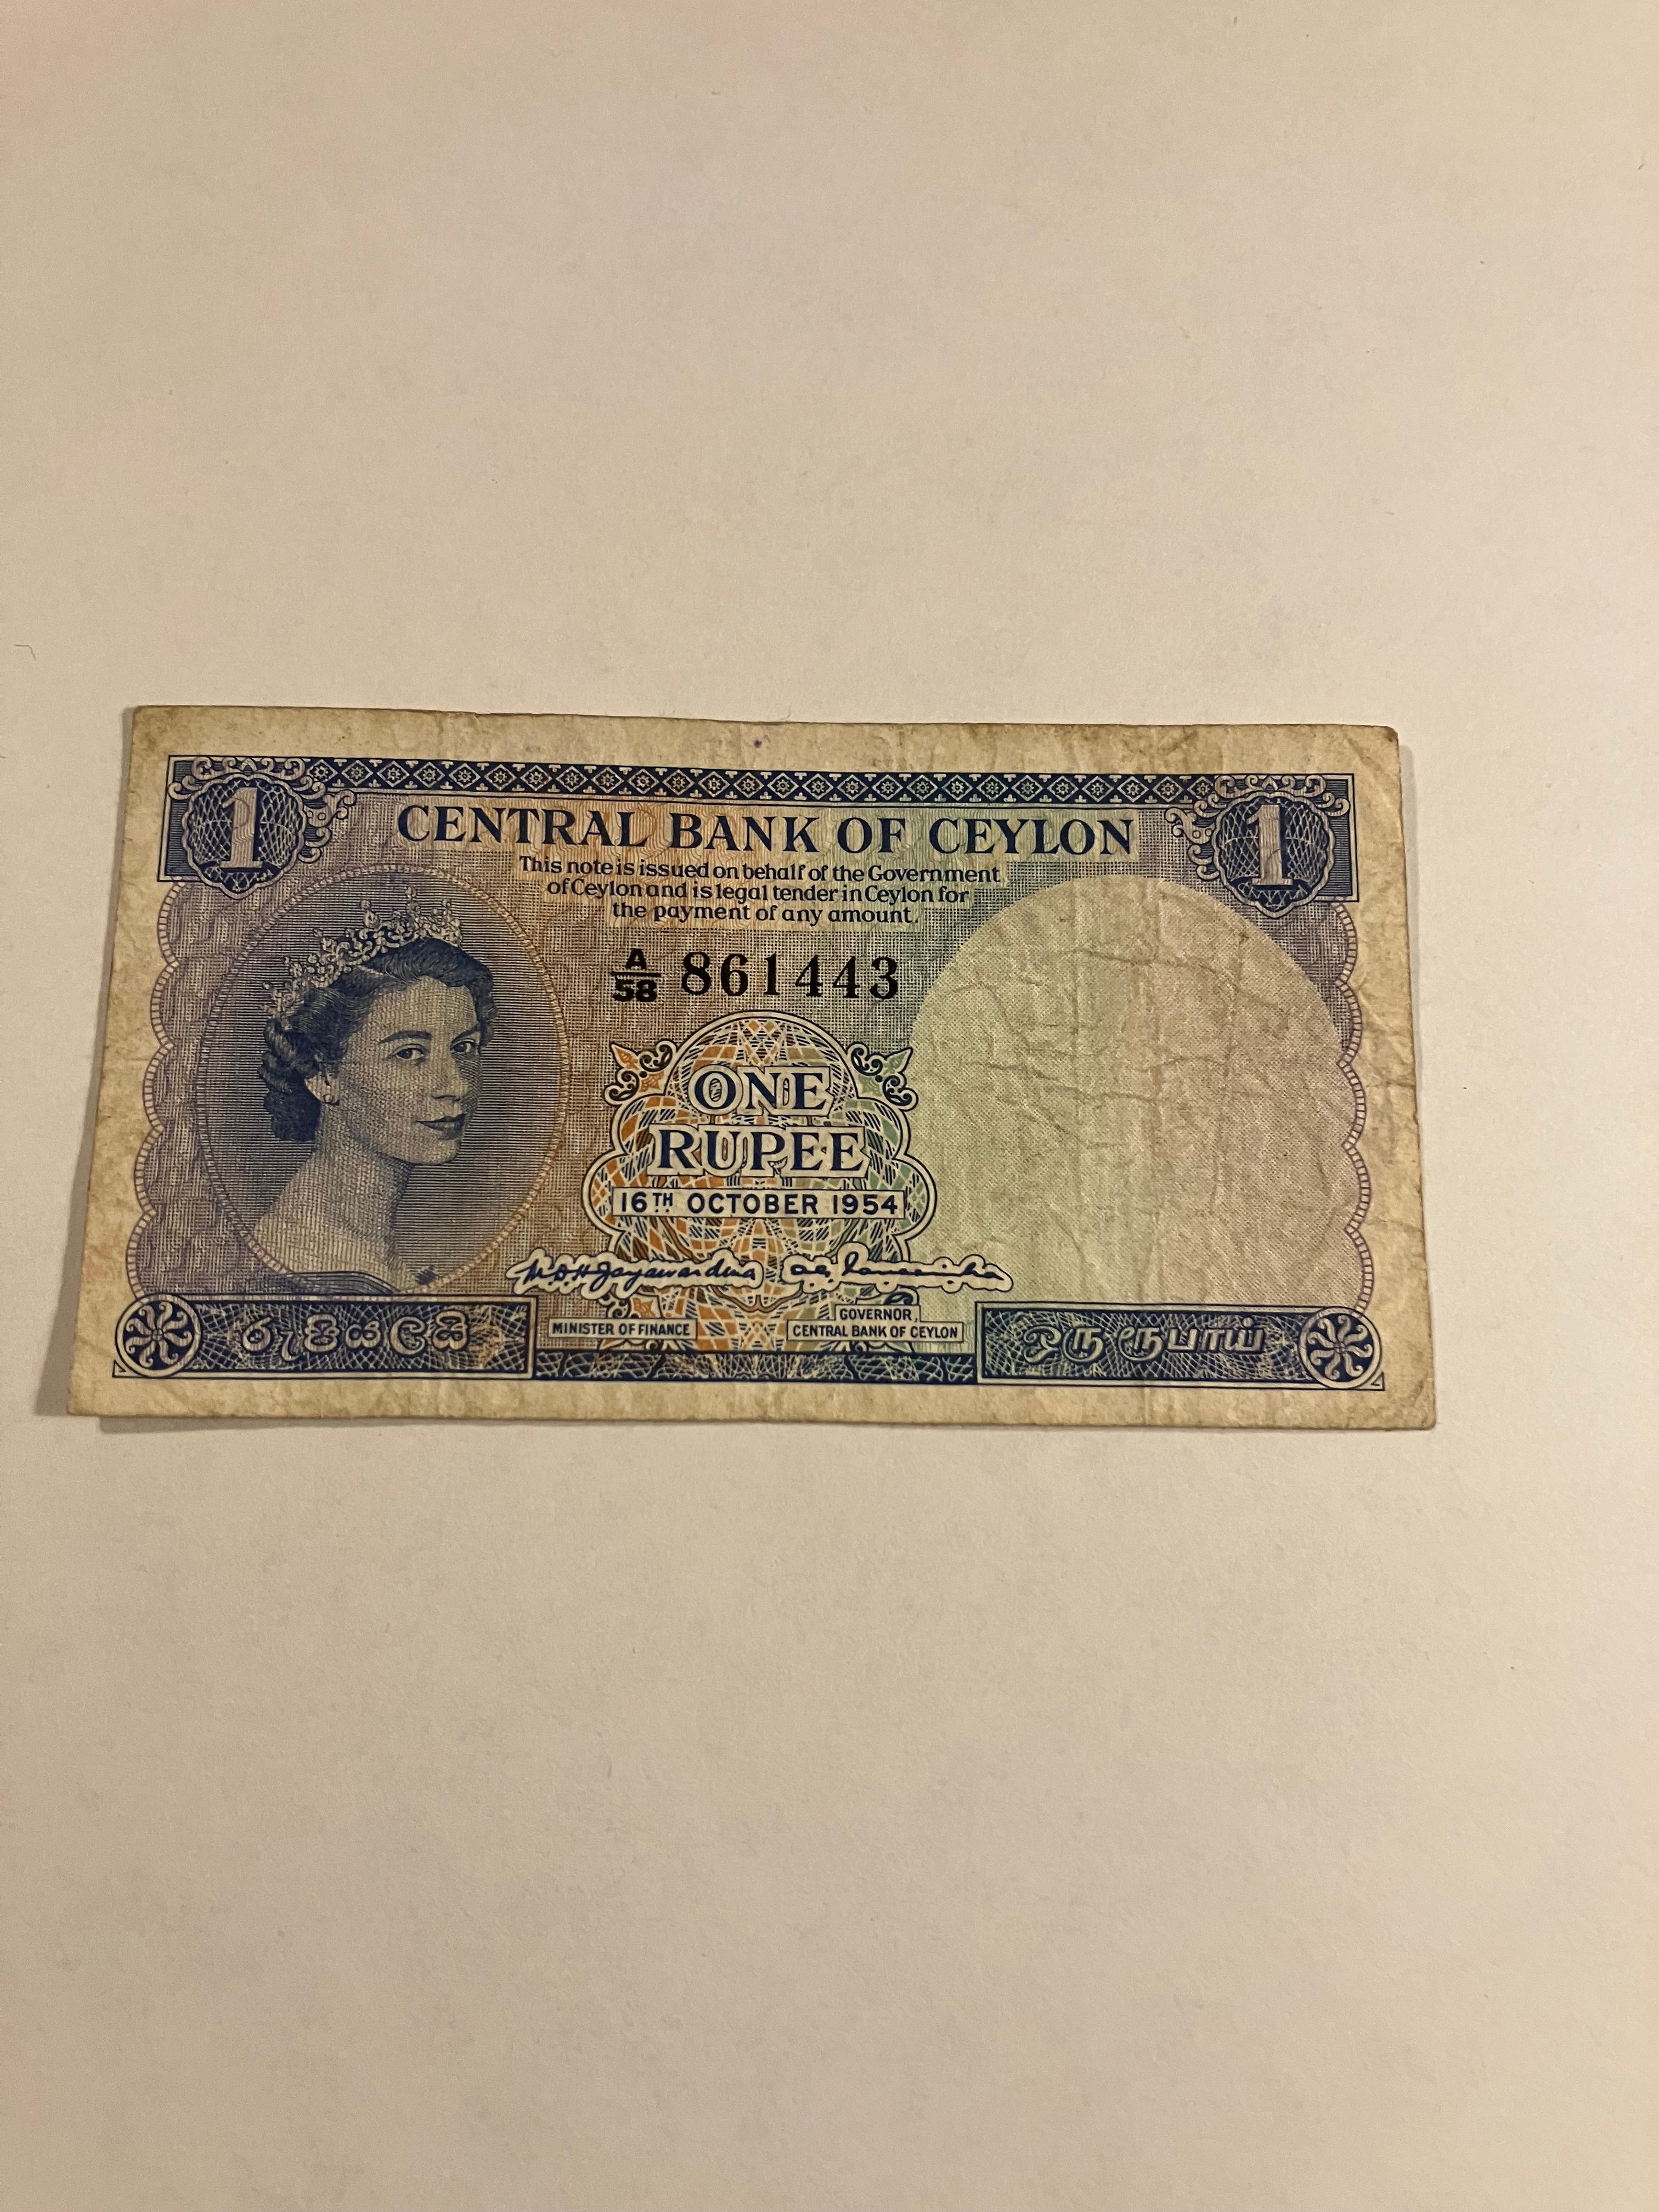 1
1
CENTRAL BANK OF CEYLON
This note is issued on behalf of the Government
of Ceylon and is legal tender in Ceylon for
the payment of any amount.
A/58 861443
ONE
RUPEE
16TH OCTOBER 1954
M D H Jayawardena
MINISTER OF FINANCE
GOVERNOR
CENTRAL BANK OF CEYLON
රුපියලයි
ஒரு ரூபாய்